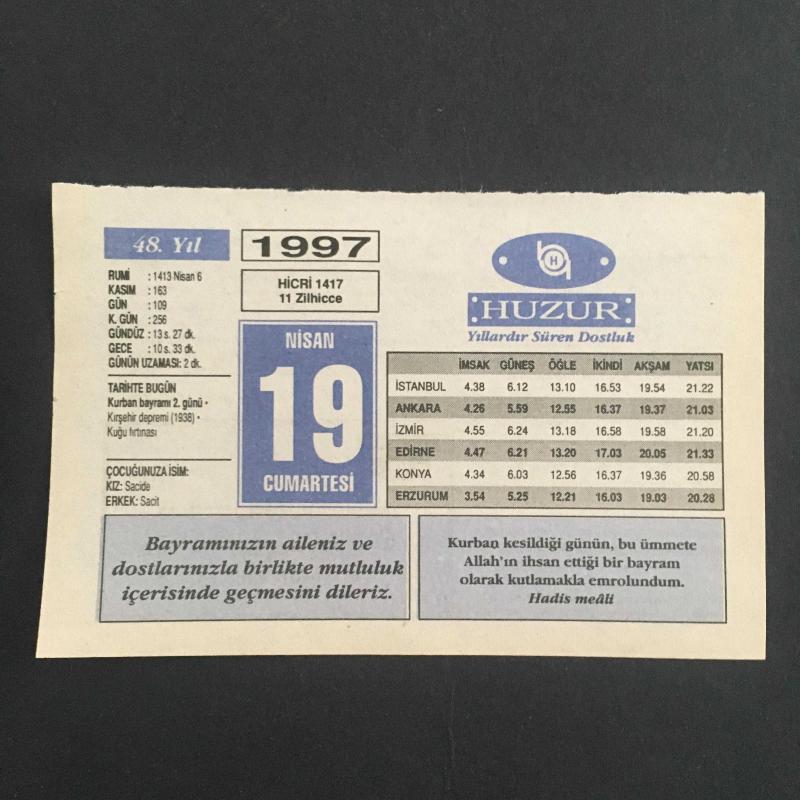 48. Yıl
1997
RUMİ : 1413 Nisan 6
KASIM : 163
GÜN : 109
K. GÜN : 256
GÜNDÜZ : 13 s. 27 dk.
GECE : 10 s. 33 dk.
GÜNÜN UZAMASI: 2 dk.
TARİHTE BUGÜN
Kurban bayramı 2. günü •
Kırşehir depremi (1938) •
Kuğu fırtınası
ÇOCUĞUNUZA İSİM:
KIZ: Sacide
ERKEK: Sacit
HİCRİ 1417
11 Zilhicce
NİSAN
19
CUMARTESİ
H
HUZUR
Yıllardır Süren Dostluk
İMSAK GÜNEŞ ÖĞLE İKİNDİ AKŞAM YATSI
İSTANBUL 4.38 6.12 13.10 16.53 19.54 21.22
ANKARA 4.26 5.59 12.55 16.37 19.37 21.03
İZMİR 4.55 6.24 13.18 16.58 19.58 21.20
EDİRNE 4.47 6.21 13.20 17.03 20.05 21.33
KONYA 4.34 6.03 12.56 16.37 19.36 20.58
ERZURUM 3.54 5.25 12.21 16.03 19.03 20.28
Bayramınızın aileniz ve
dostlarınızla birlikte mutluluk
içerisinde geçmesini dileriz.
Kurban kesildiği günün, bu ümmete
Allah'ın ihsan ettiği bir bayram
olarak kutlamakla emrolundum.
Hadis meâli